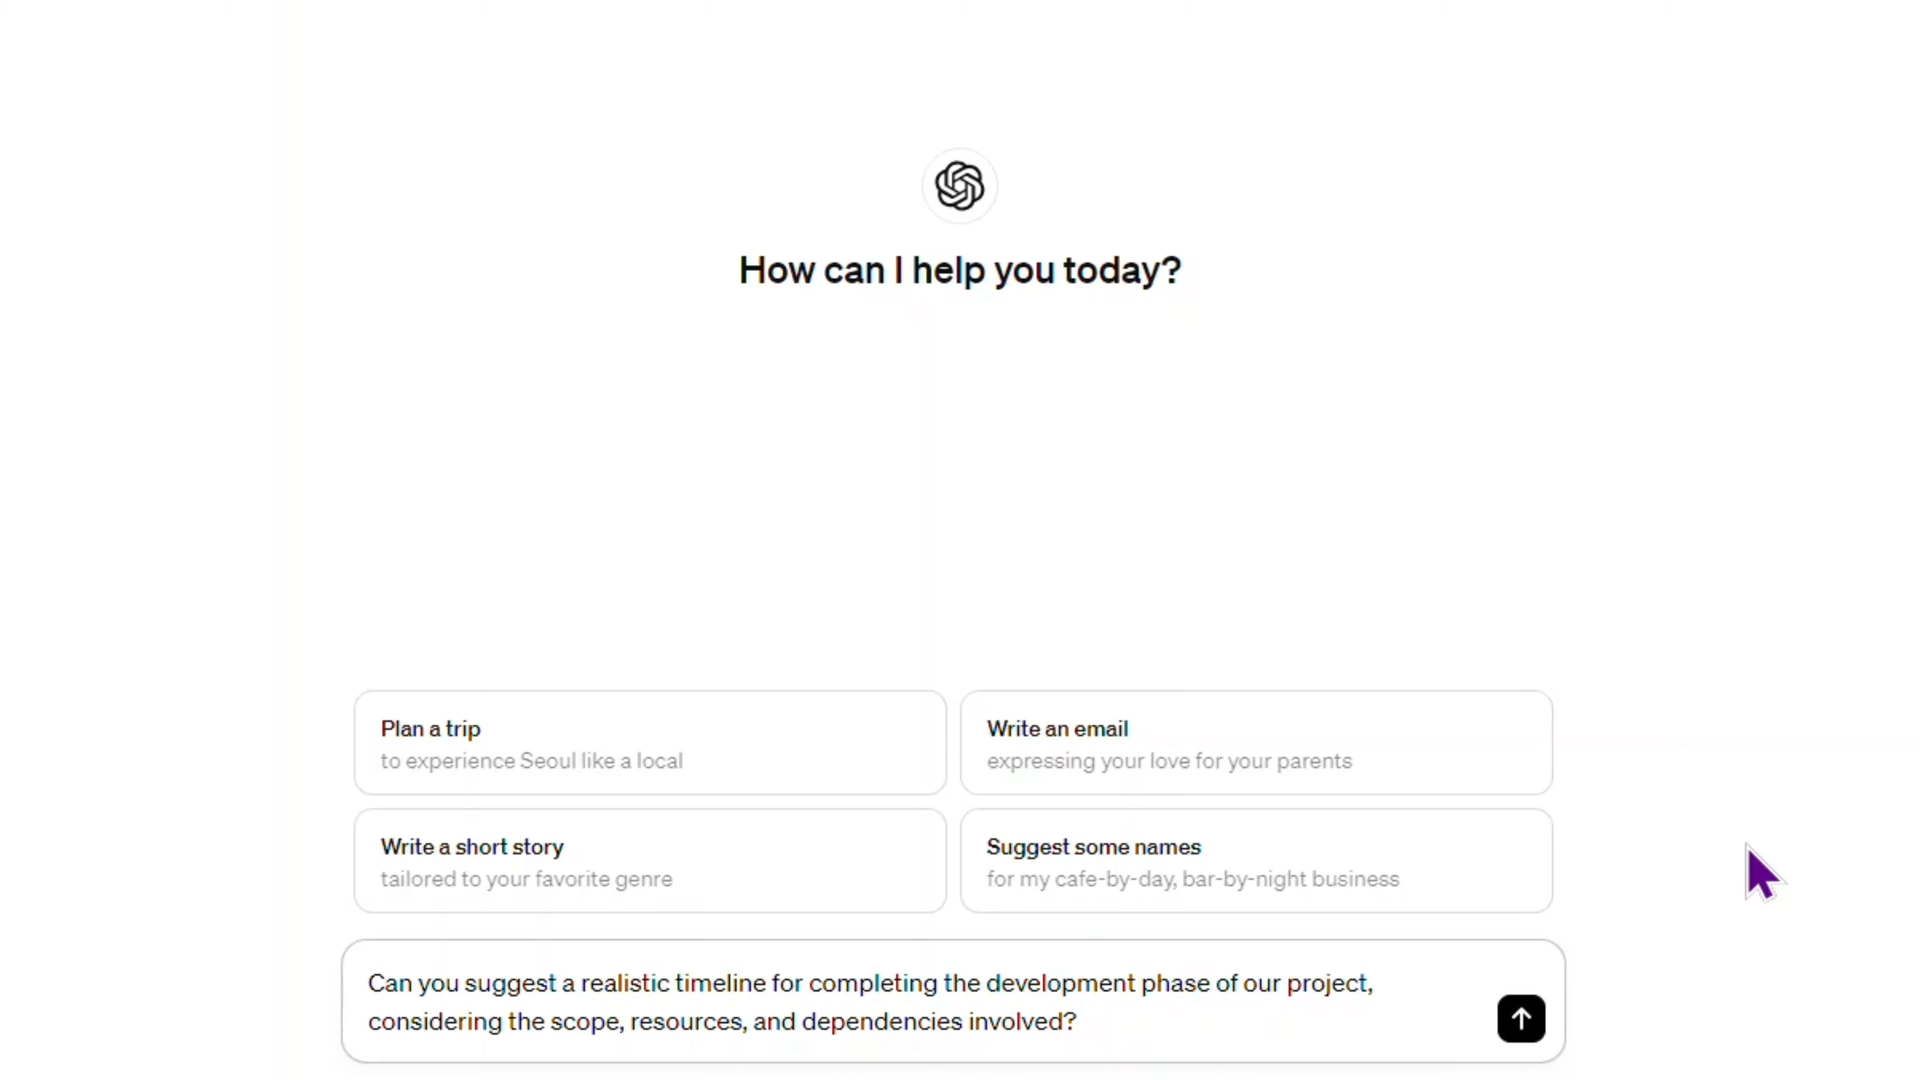 How can I help you today?
Plan a trip
to experience Seoul like a local
Write an email
expressing your love for your parents
Write a short story
tailored to your favorite genre
Suggest some names
for my cafe-by-day, bar-by-night business
Can you suggest a realistic timeline for completing the development phase of our project,
considering the scope, resources, and dependencies involved?